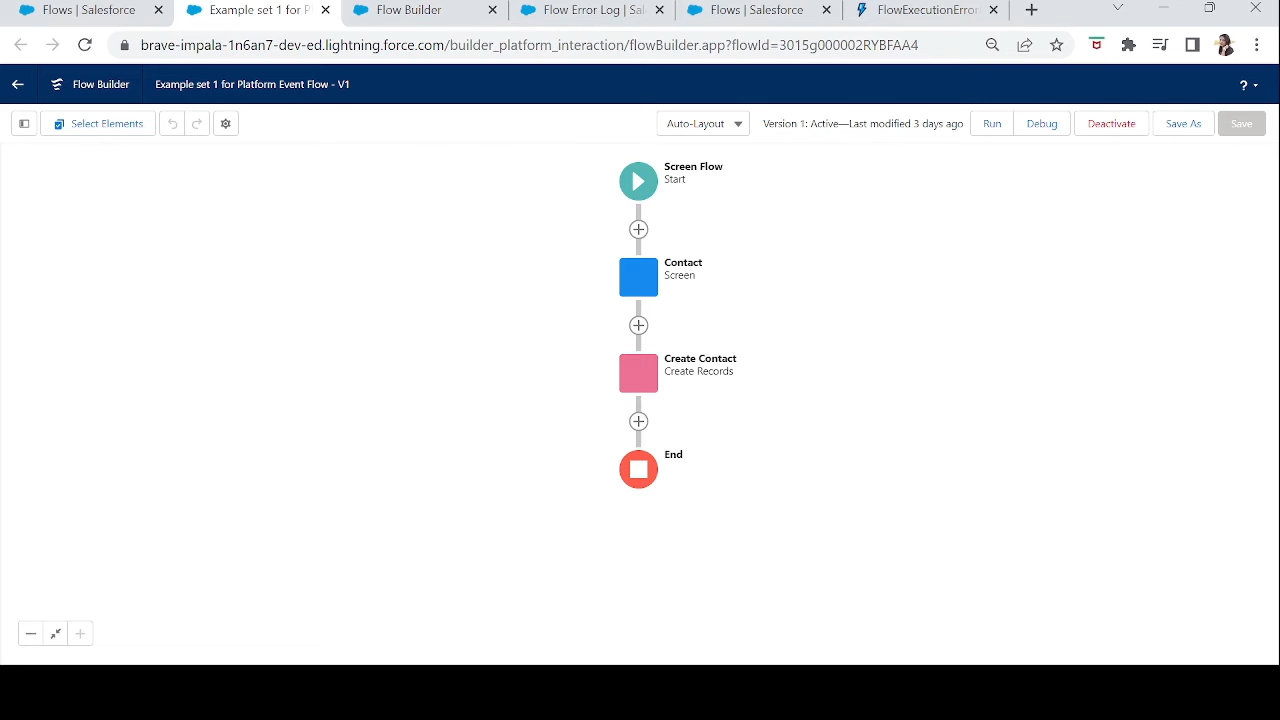 Flows | Salesforce
Example set 1 for Pl
Flow Builder
Flow Error Log | Sal
Flows | Salesforce
FlowExecutionError
brave-impala-1n6an7-dev-ed.lightning.force.com/builder_platform_interaction/flowBuilder.app?flowId=3015g000002RYBFAA4
Flow Builder
Example set 1 for Platform Event Flow - V1
?
Select Elements
Auto-Layout
Version 1: Active—Last modified 3 days ago
Run
Debug
Deactivate
Save As
Save
Screen Flow
Start
Contact
Screen
Create Contact
Create Records
End